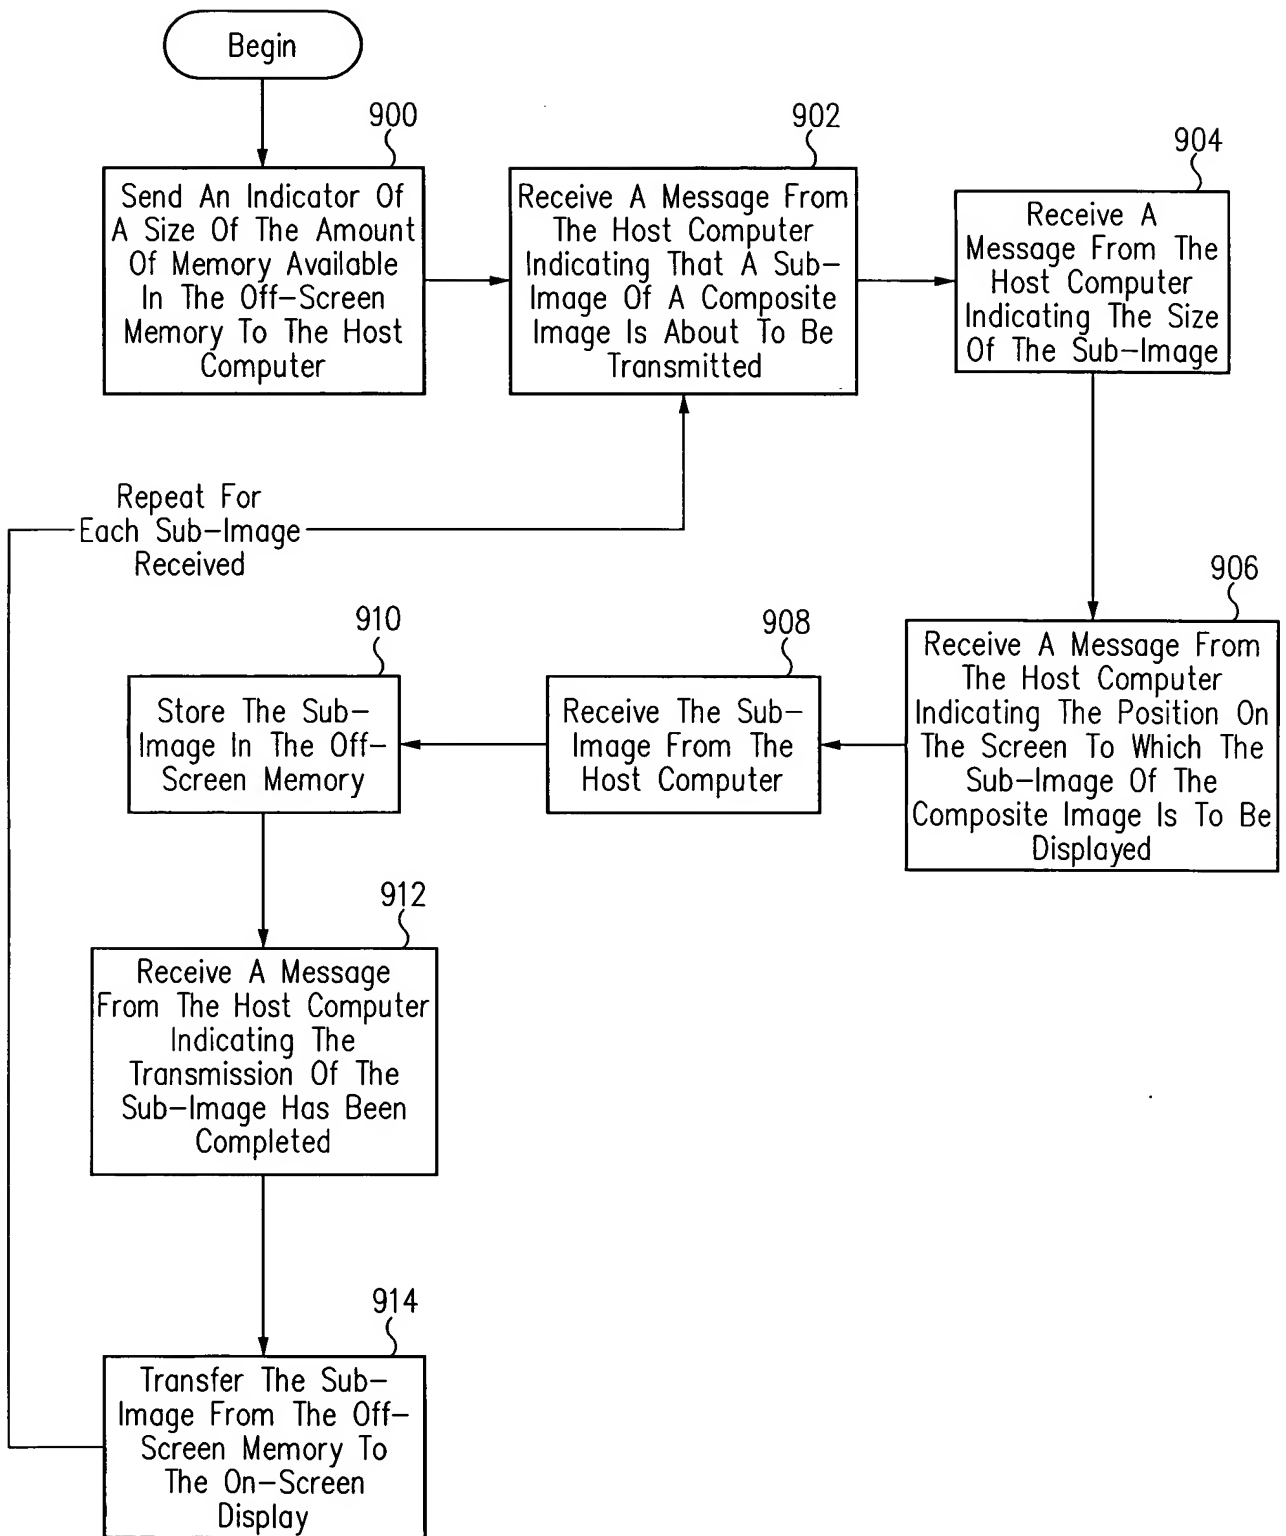 Begin
900
Send An Indicator Of
A Size Of The Amount
Of Memory Available
In The Off-Screen
Memory To The Host
Computer
902
Receive A Message From
The Host Computer
Indicating That A Sub-
Image Of A Composite
Image Is About To Be
Transmitted
904
Receive A
Message From The
Host Computer
Indicating The Size
Of The Sub-Image
Repeat For
Each Sub-Image
Received
906
Receive A Message From
The Host Computer
Indicating The Position On
The Screen To Which The
Sub-Image Of The
Composite Image Is To Be
Displayed
908
Receive The Sub-
Image From The
Host Computer
910
Store The Sub-
Image In The Off-
Screen Memory
912
Receive A Message
From The Host Computer
Indicating The
Transmission Of The
Sub-Image Has Been
Completed
914
Transfer The Sub-
Image From The Off-
Screen Memory To
The On-Screen
Display